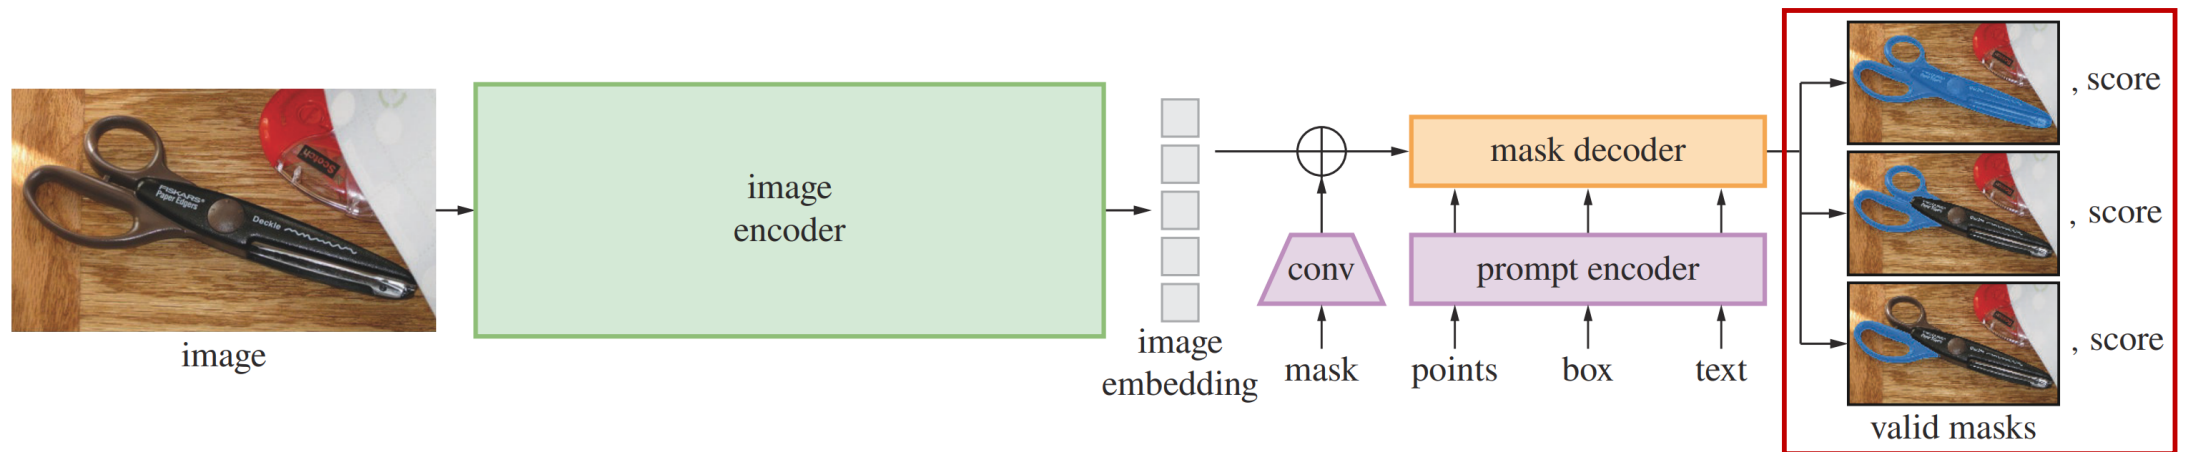 FISKARS®
Paper Edgers
Deckle
Scotch
image
image
encoder
image
embedding
conv
mask
mask decoder
prompt encoder
points
box
text
, score
, score
, score
valid masks